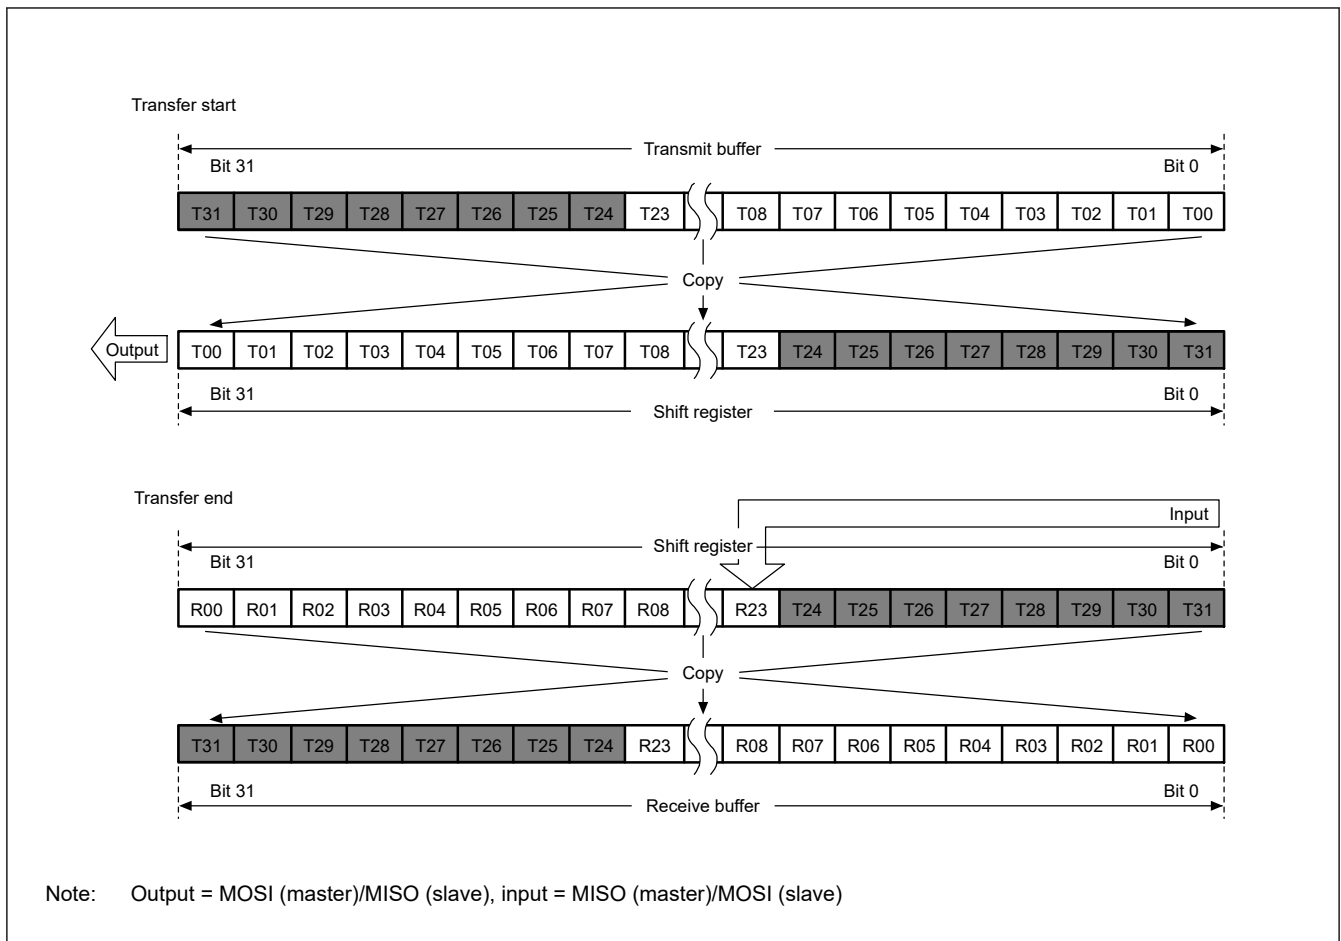 Transfer start
Transmit buffer
Bit 31 Bit 0
T31 T30 T29 T28 T27 T26 T25 T24 T23 T08 T07 T06 T05 T04 T03 T02 T01 T00
Copy
Output T00 T01 T02 T03 T04 T05 T06 T07 T08 T23 T24 T25 T26 T27 T28 T29 T30 T31
Bit 31 Bit 0
Shift register
Transfer end
Input
Shift register
Bit 31 Bit 0
R00 R01 R02 R03 R04 R05 R06 R07 R08 R23 T24 T25 T26 T27 T28 T29 T30 T31
Copy
T31 T30 T29 T28 T27 T26 T25 T24 R23 R08 R07 R06 R05 R04 R03 R02 R01 R00
Bit 31 Bit 0
Receive buffer
Note: Output = MOSI (master)/MISO (slave), input = MISO (master)/MOSI (slave)